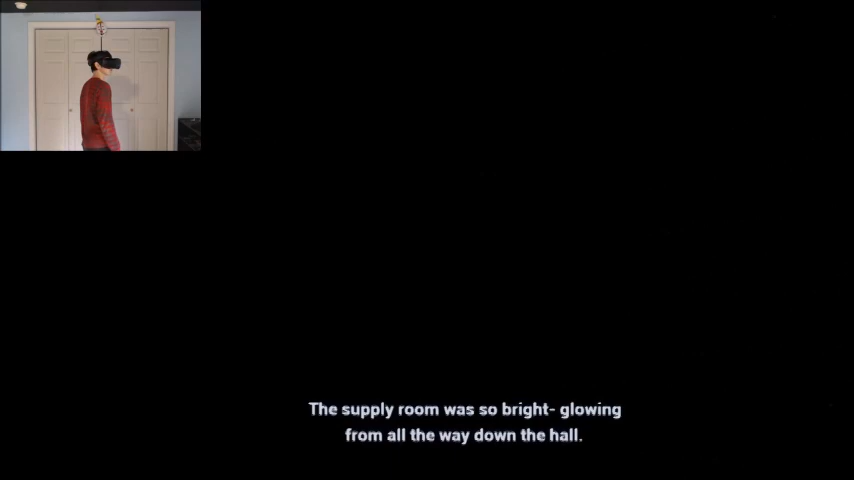 The supply room was so bright- glowing
from all the way down the hall.